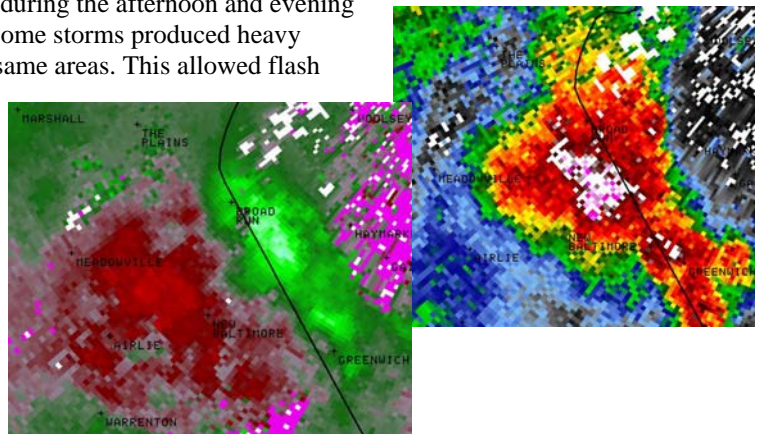 during the afternoon and evening
ome storms produced heavy
same areas. This allowed flash
MARSHALL
THE
PLAINS
WOOLSEY
BROAD
RUN
HAYMARK
MEADOWVILLE
NEW
BALTIMORE
AIRLIE
GREENWICH
WARRENTON
THE
PLAINS
BROAD
MEADOWVILLE
NEW
BALTIMORE
AIRLIE
GREENWICH